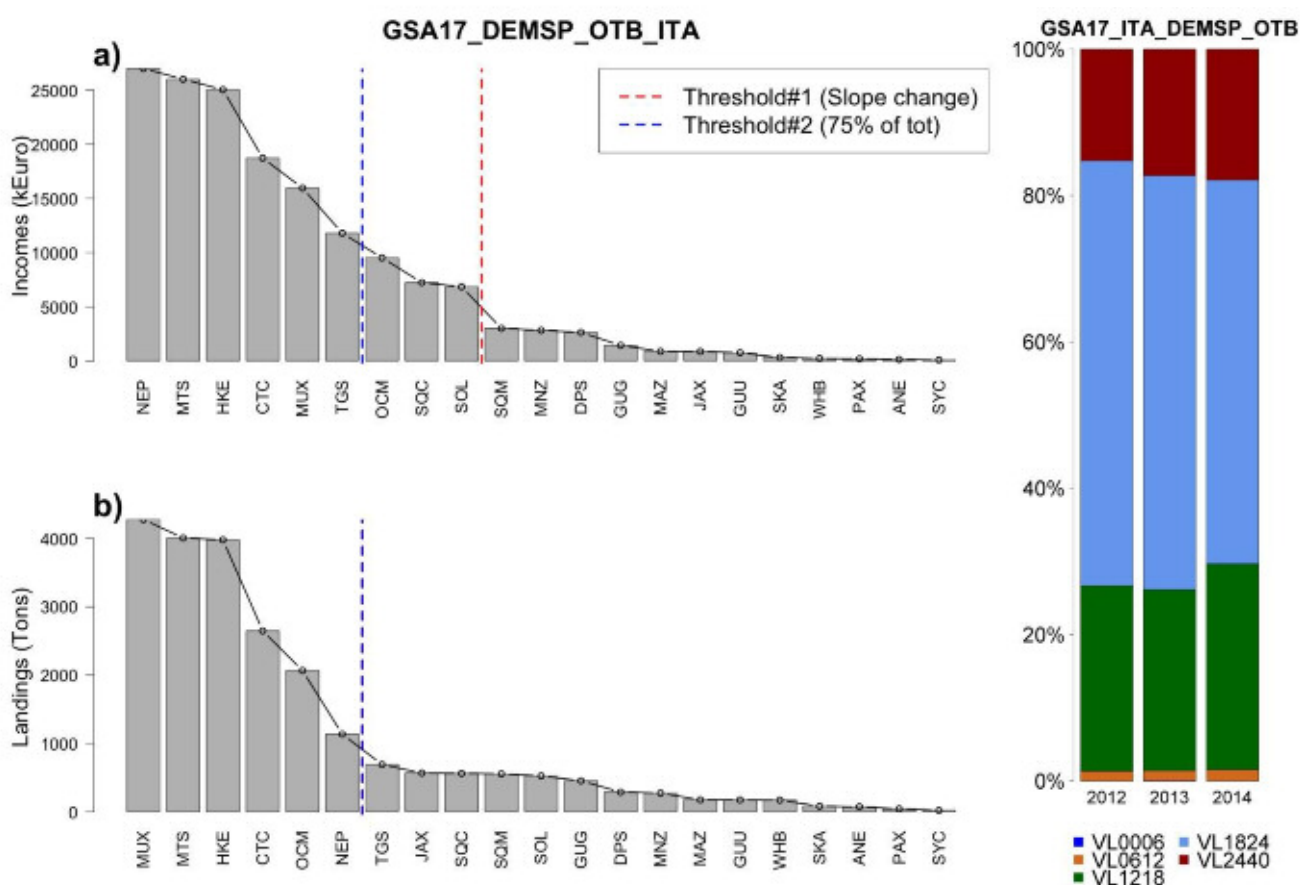 GSA17_DEMSP_OTB_ITA
a)
Incomes (kEuro)
25000
20000
15000
10000
5000
0
Threshold#1 (Slope change)
Threshold#2 (75% of tot)
NEP MTS HKE CTC MUX TGS OCM SQC SOL SQM MNZ DPS GUG MAZ JAX GUU SKA WHB PAX ANE SYC
b)
Landings (Tons)
4000
3000
2000
1000
0
MUX MTS HKE CTC OCM NEP TGS JAX SQC SQM SOL GUG DPS MNZ MAZ GUU WHB SKA ANE PAX SYC
GSA17_ITA_DEMSP_OTB
100%
80%
60%
40%
20%
0%
2012 2013 2014
VL0006 VL1824
VL0612 VL2440
VL1218